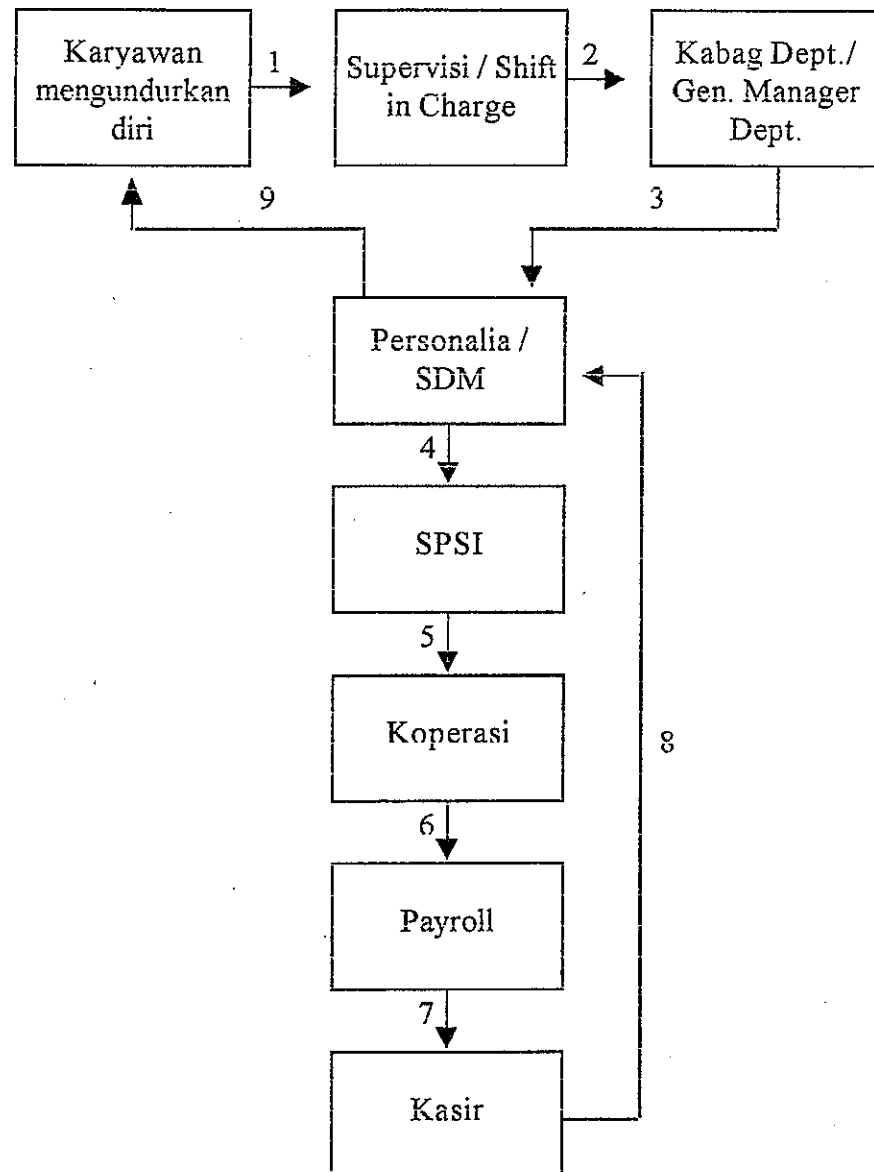 Karyawan
mengundurkan
diri
1
Supervisi / Shift
in Charge
2
Kabag Dept./
Gen. Manager
Dept.
9
3
Personalia /
SDM
4
SPSI
5
Koperasi
8
6
Payroll
7
Kasir